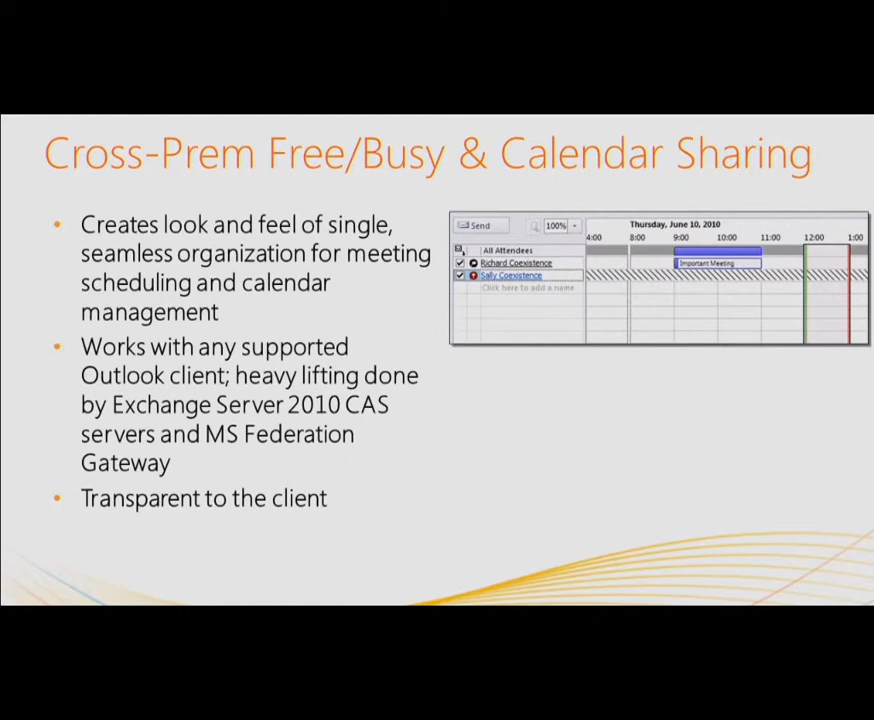 Cross-Prem Free/Busy & Calendar Sharing
• Creates look and feel of single,
seamless organization for meeting
scheduling and calendar
management
• Works with any supported
Outlook client; heavy lifting done
by Exchange Server 2010 CAS
servers and MS Federation
Gateway
• Transparent to the client
Send 100% Thursday, June 10, 2010
4:00 8:00 9:00 10:00 11:00 12:00 1:00
All Attendees
Richard Coexistence Important Meeting
Sally Coexistence
Click here to add a name